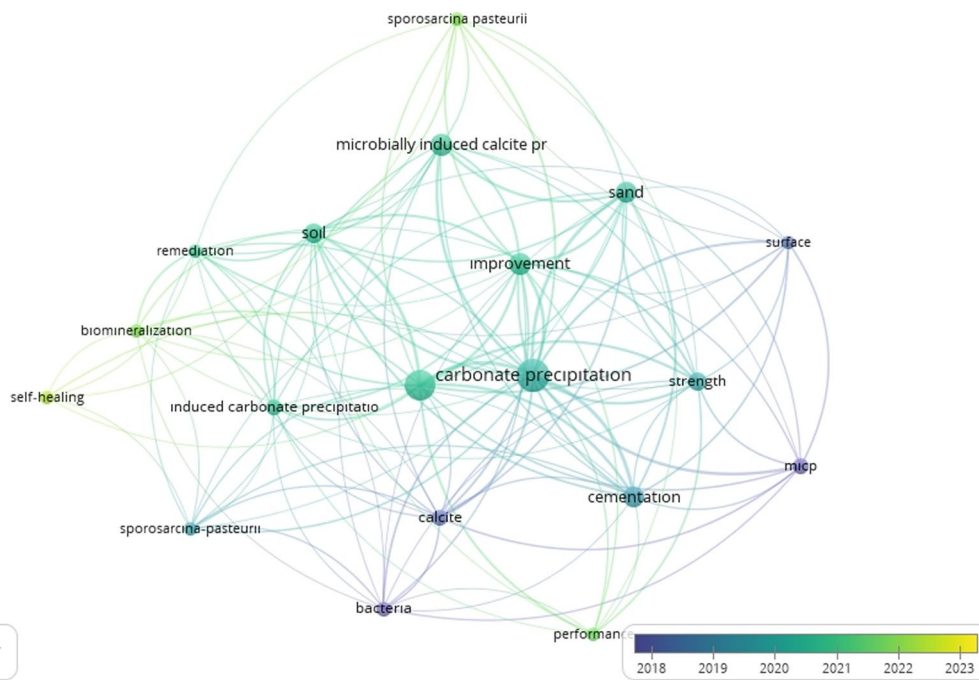 sporosarcina pasteurii
microbially induced calcite pr
sand
soil
surface
remediation
improvement
biomineralization
carbonate precipitation
strength
self-healing
induced carbonate precipitatio
micp
cementation
calcite
sporosarcina-pasteurii
bacteria
performance
2018 2019 2020 2021 2022 2023